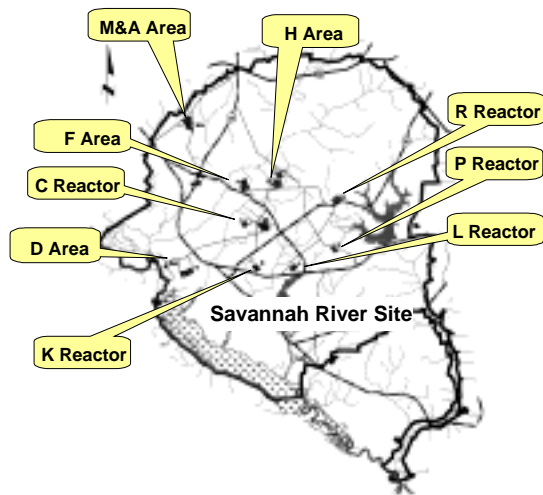 M&A Area
H Area
R Reactor
F Area
P Reactor
C Reactor
L Reactor
D Area
Savannah River Site
K Reactor